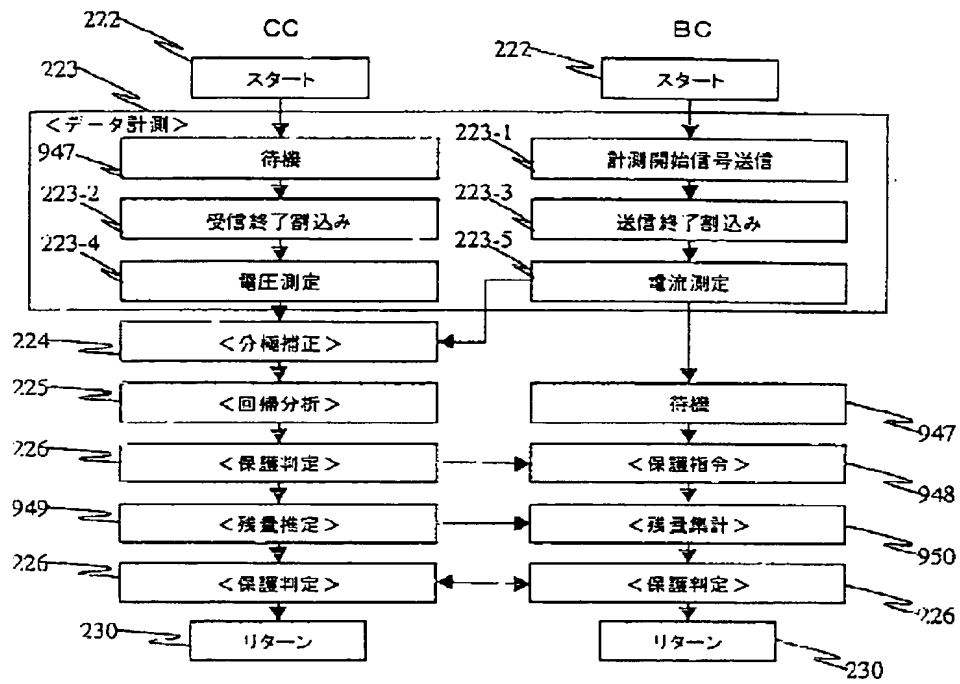 CC
BC
222
スタート
222
スタート
223
<データ計測>
947
待機
223-1
計測開始信号送信
223-2
受信終了割込み
223-3
送信終了割込み
223-4
電圧測定
223-5
電流測定
224
<分極補正>
225
<回帰分析>
待機
947
226
<保護判定>
<保護指令>
948
949
<残量推定>
<残量集計>
950
226
<保護判定>
<保護判定>
226
230
リターン
リターン
230